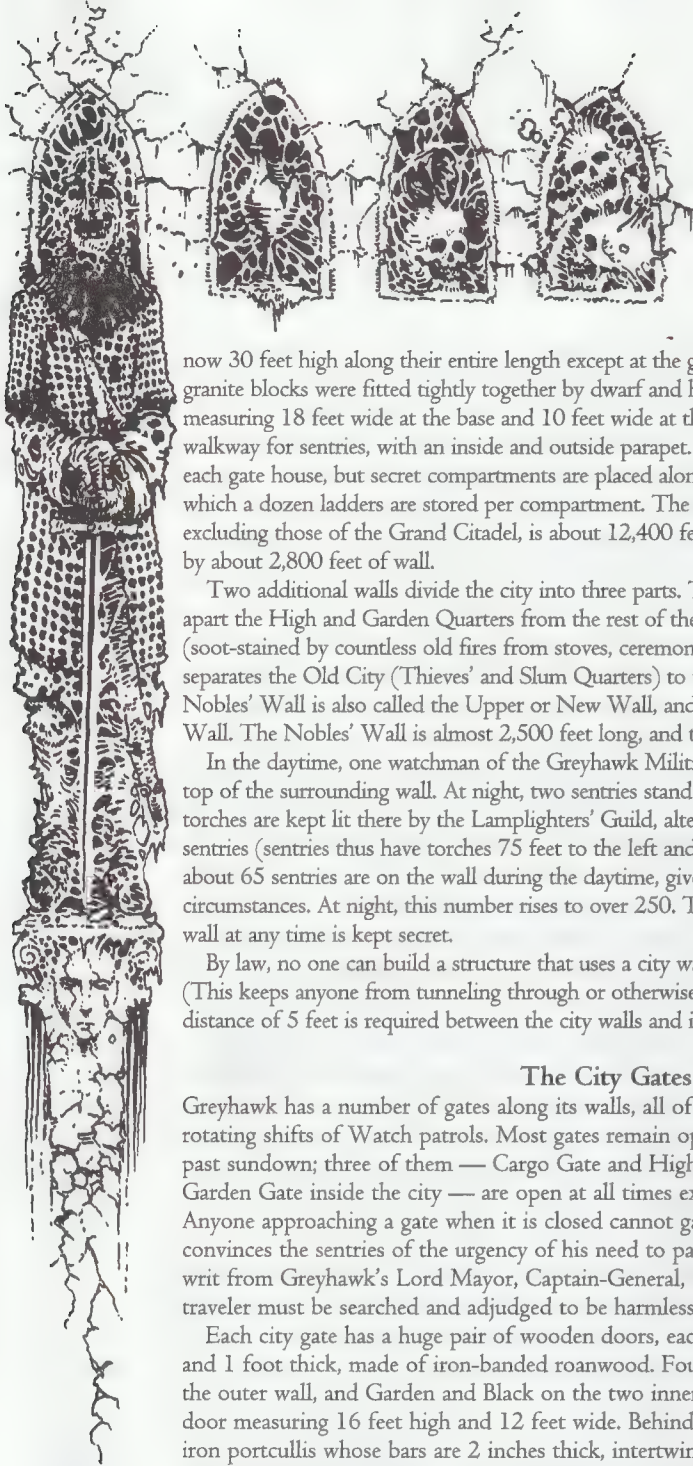 now 30 feet high along their entire length except at the g
granite blocks were fitted tightly together by dwarf and
measuring 18 feet wide at the base and 10 feet wide at th
walkway for sentries, with an inside and outside parapet.
each gate house, but secret compartments are placed alon
which a dozen ladders are stored per compartment. The
excluding those of the Grand Citadel, is about 12,400 fe
by about 2,800 feet of wall.
Two additional walls divide the city into three parts. T
apart the High and Garden Quarters from the rest of the
(soot-stained by countless old fires from stoves, ceremon
separates the Old City (Thieves' and Slum Quarters) to
Nobles' Wall is also called the Upper or New Wall, and
Wall. The Nobles' Wall is almost 2,500 feet long, and t
In the daytime, one watchman of the Greyhawk Milit
top of the surrounding wall. At night, two sentries stand
torches are kept lit there by the Lamplighters' Guild, alte
sentries (sentries thus have torches 75 feet to the left and
about 65 sentries are on the wall during the daytime, give
circumstances. At night, this number rises to over 250. T
wall at any time is kept secret.
By law, no one can build a structure that uses a city wa
(This keeps anyone from tunneling through or otherwise
distance of 5 feet is required between the city walls and i
The City Gates
Greyhawk has a number of gates along its walls, all of
rotating shifts of Watch patrols. Most gates remain op
past sundown; three of them — Cargo Gate and High
Garden Gate inside the city — are open at all times ex
Anyone approaching a gate when it is closed cannot ga
convinces the sentries of the urgency of his need to pa
writ from Greyhawk's Lord Mayor, Captain-General,
traveler must be searched and adjudged to be harmless
Each city gate has a huge pair of wooden doors, eac
and 1 foot thick, made of iron-banded roanwood. Fou
the outer wall, and Garden and Black on the two inner
door measuring 16 feet high and 12 feet wide. Behind
iron portcullis whose bars are 2 inches thick, intertwin